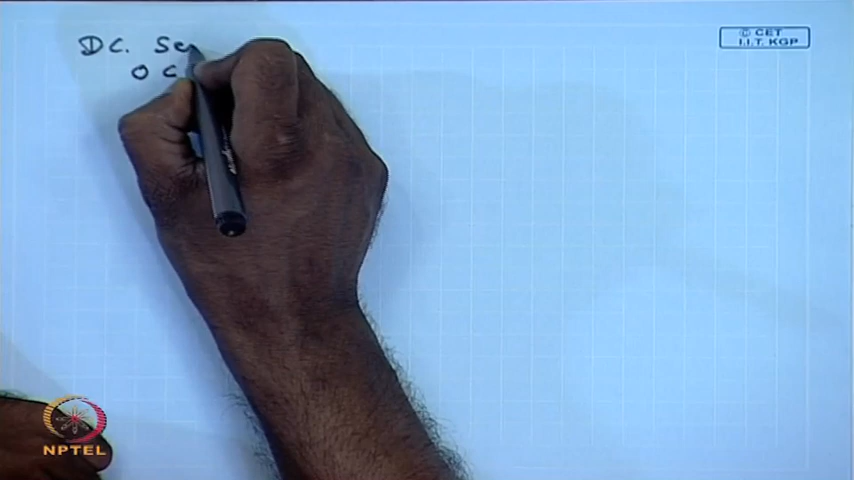 DC. Se
O C
© CET
I.I.T. KGP
NPTEL